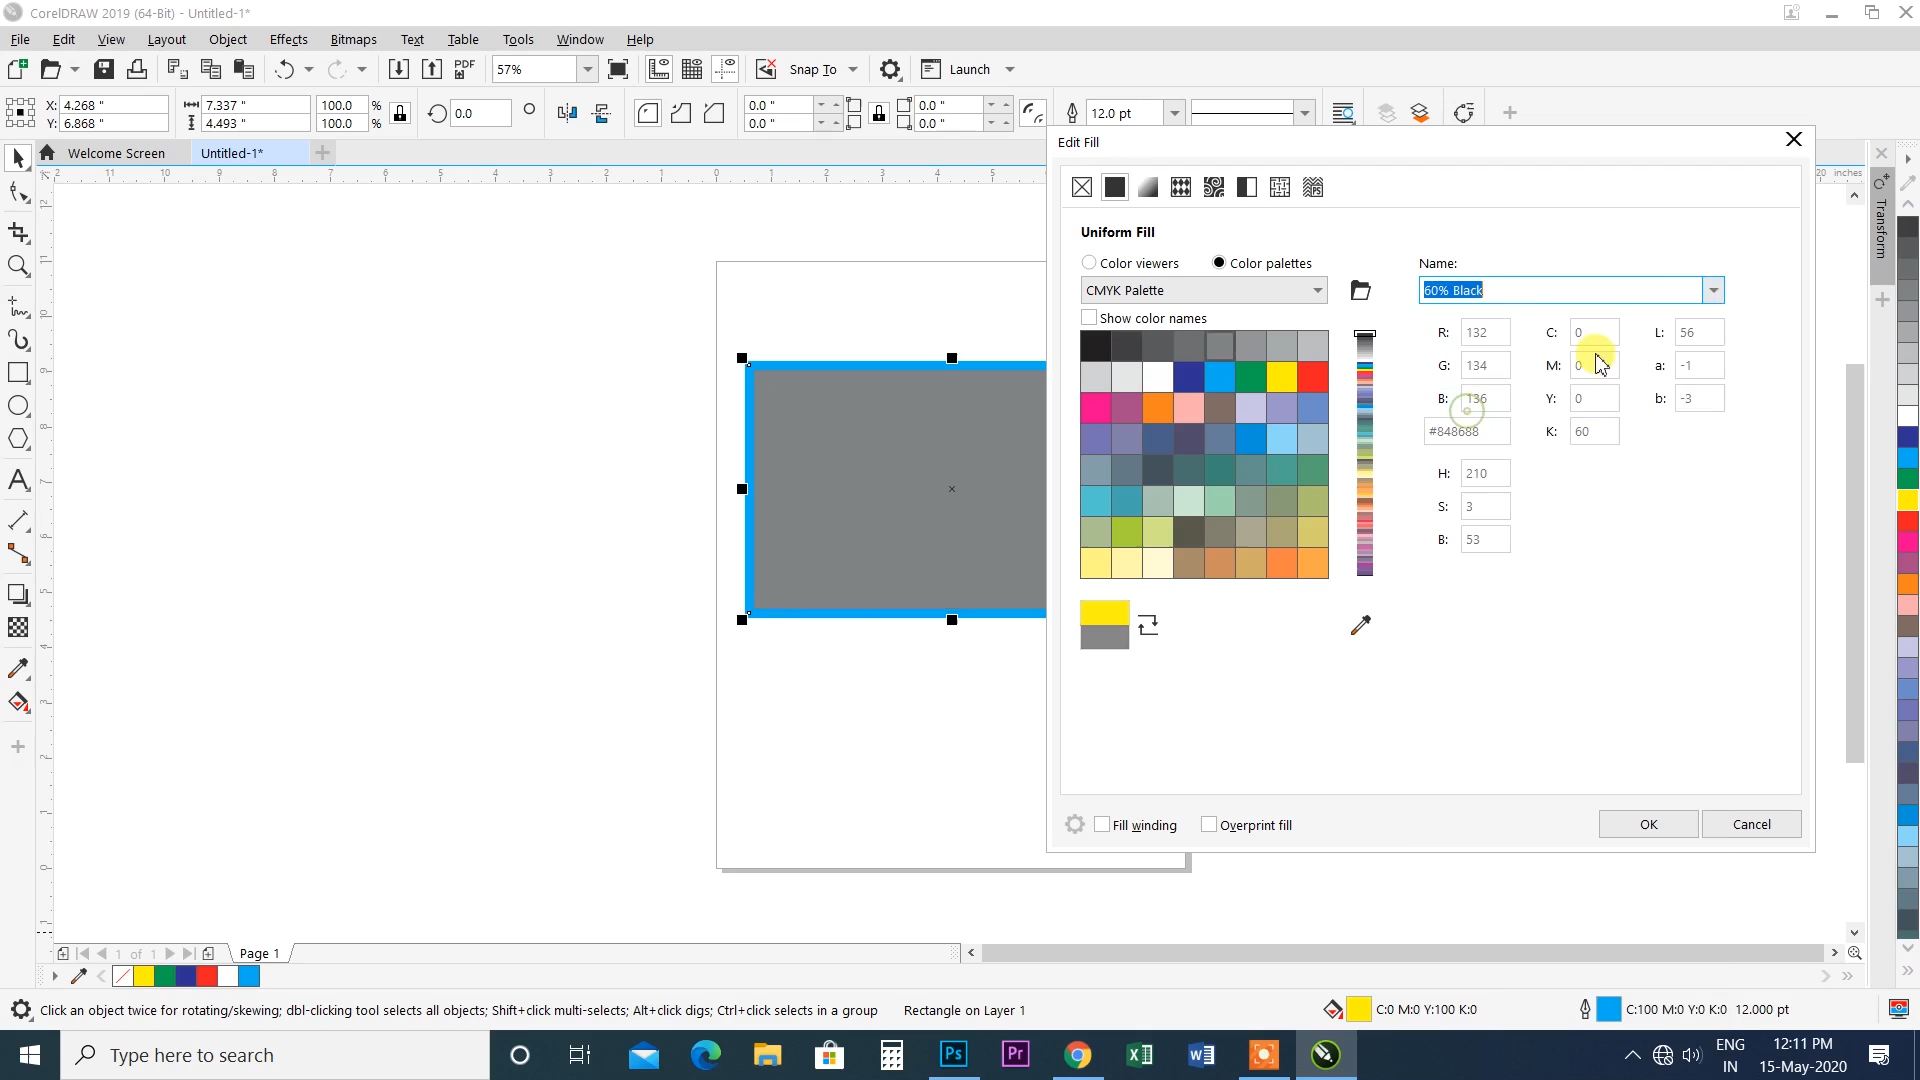 CorelDRAW 2019 (64-Bit) - Untitled-1*
File Edit View Layout Object Effects Bitmaps Text Table Tools Window Help
PDF 57% Snap To Launch
X: 4.268 " 7.337 " 100.0 % 0.0 0.0 " 0.0 " 12.0 pt
Y: 6.868 " 4.493 " 100.0 % 0.0 " 0.0 "
Edit Fill
Welcome Screen Untitled-1*
20 inches
Transform
Uniform Fill
Color viewers Color palettes Name:
CMYK Palette 60% Black
Show color names
R: 132 C: 0 L: 56
G: 134 M: 0 a: -1
B: 136 Y: 0 b: -3
#848688 K: 60
H: 210
S: 3
B: 53
Fill winding Overprint fill OK Cancel
1 of 1 Page 1
Click an object twice for rotating/skewing; dbl-clicking tool selects all objects; Shift+click multi-selects; Alt+click digs; Ctrl+click selects in a group Rectangle on Layer 1 C:0 M:0 Y:100 K:0 C:100 M:0 Y:0 K:0 12.000 pt
Type here to search Ps Pr ENG 12:11 PM
IN 15-May-2020